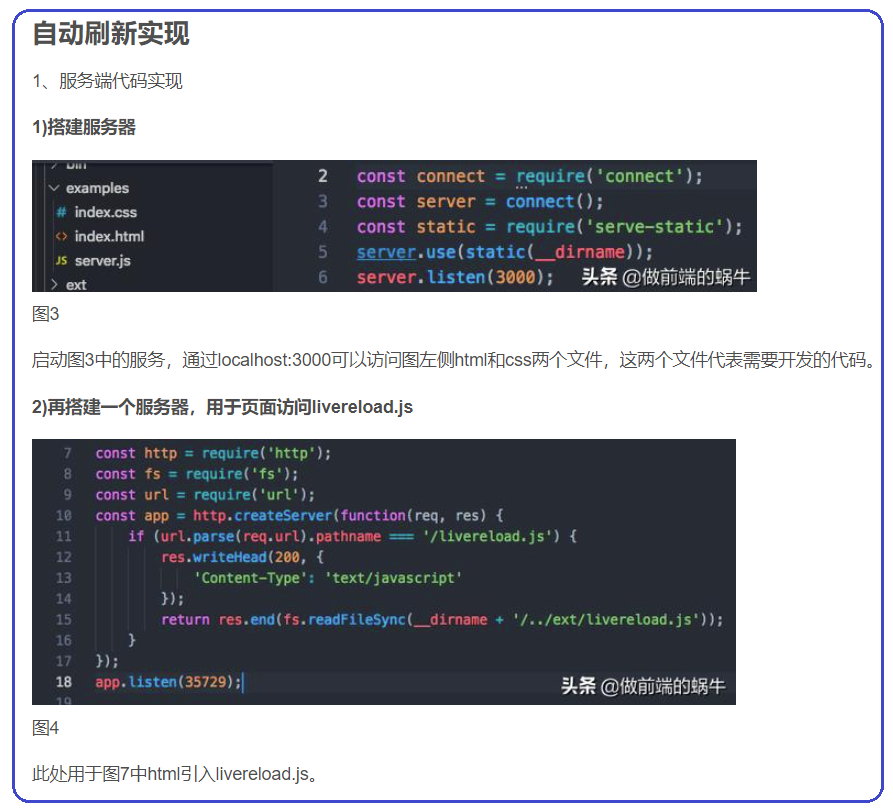 自动刷新实现
1、服务端代码实现
1)搭建服务器
bin
examples
# index.css
<> index.html
JS server.js
ext
2 const connect = require('connect');
3 const server = connect();
4 const static = require('serve-static');
5 server.use(static(__dirname));
6 server.listen(3000);
头条 @做前端的蜗牛
图3
启动图3中的服务，通过localhost:3000可以访问图左侧html和css两个文件，这两个文件代表需要开发的代码。
2)再搭建一个服务器，用于页面访问livereload.js
7 const http = require('http');
8 const fs = require('fs');
9 const url = require('url');
10 const app = http.createServer(function(req, res) {
11 if (url.parse(req.url).pathname === '/livereload.js') {
12 res.writeHead(200, {
13 'Content-Type': 'text/javascript'
14 });
15 return res.end(fs.readFileSync(__dirname + '/../ext/livereload.js'));
16 }
17 });
18 app.listen(35729);
19
头条 @做前端的蜗牛
图4
此处用于图7中html引入livereload.js。